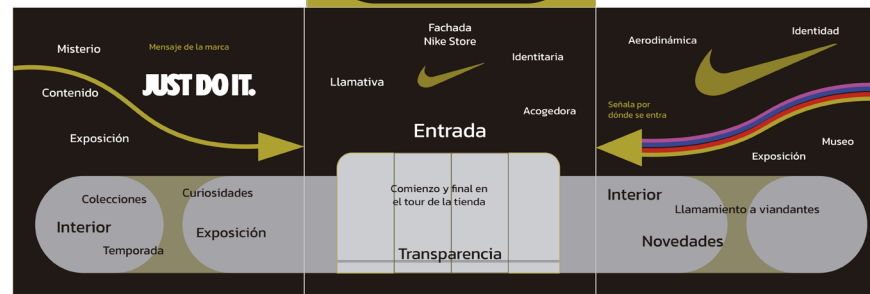 Misterio
Mensaje de la marca
JUST DO IT.
Contenido
Exposición
Colecciones
Curiosidades
Interior
Exposición
Temporada
Fachada
Nike Store
Identitaria
Llamativa
Acogedora
Entrada
Comienzo y final en
el tour de la tienda
Transparencia
Aerodinámica
Identidad
Señala por
dónde se entra
Museo
Exposición
Interior
Llamamiento a viandantes
Novedades